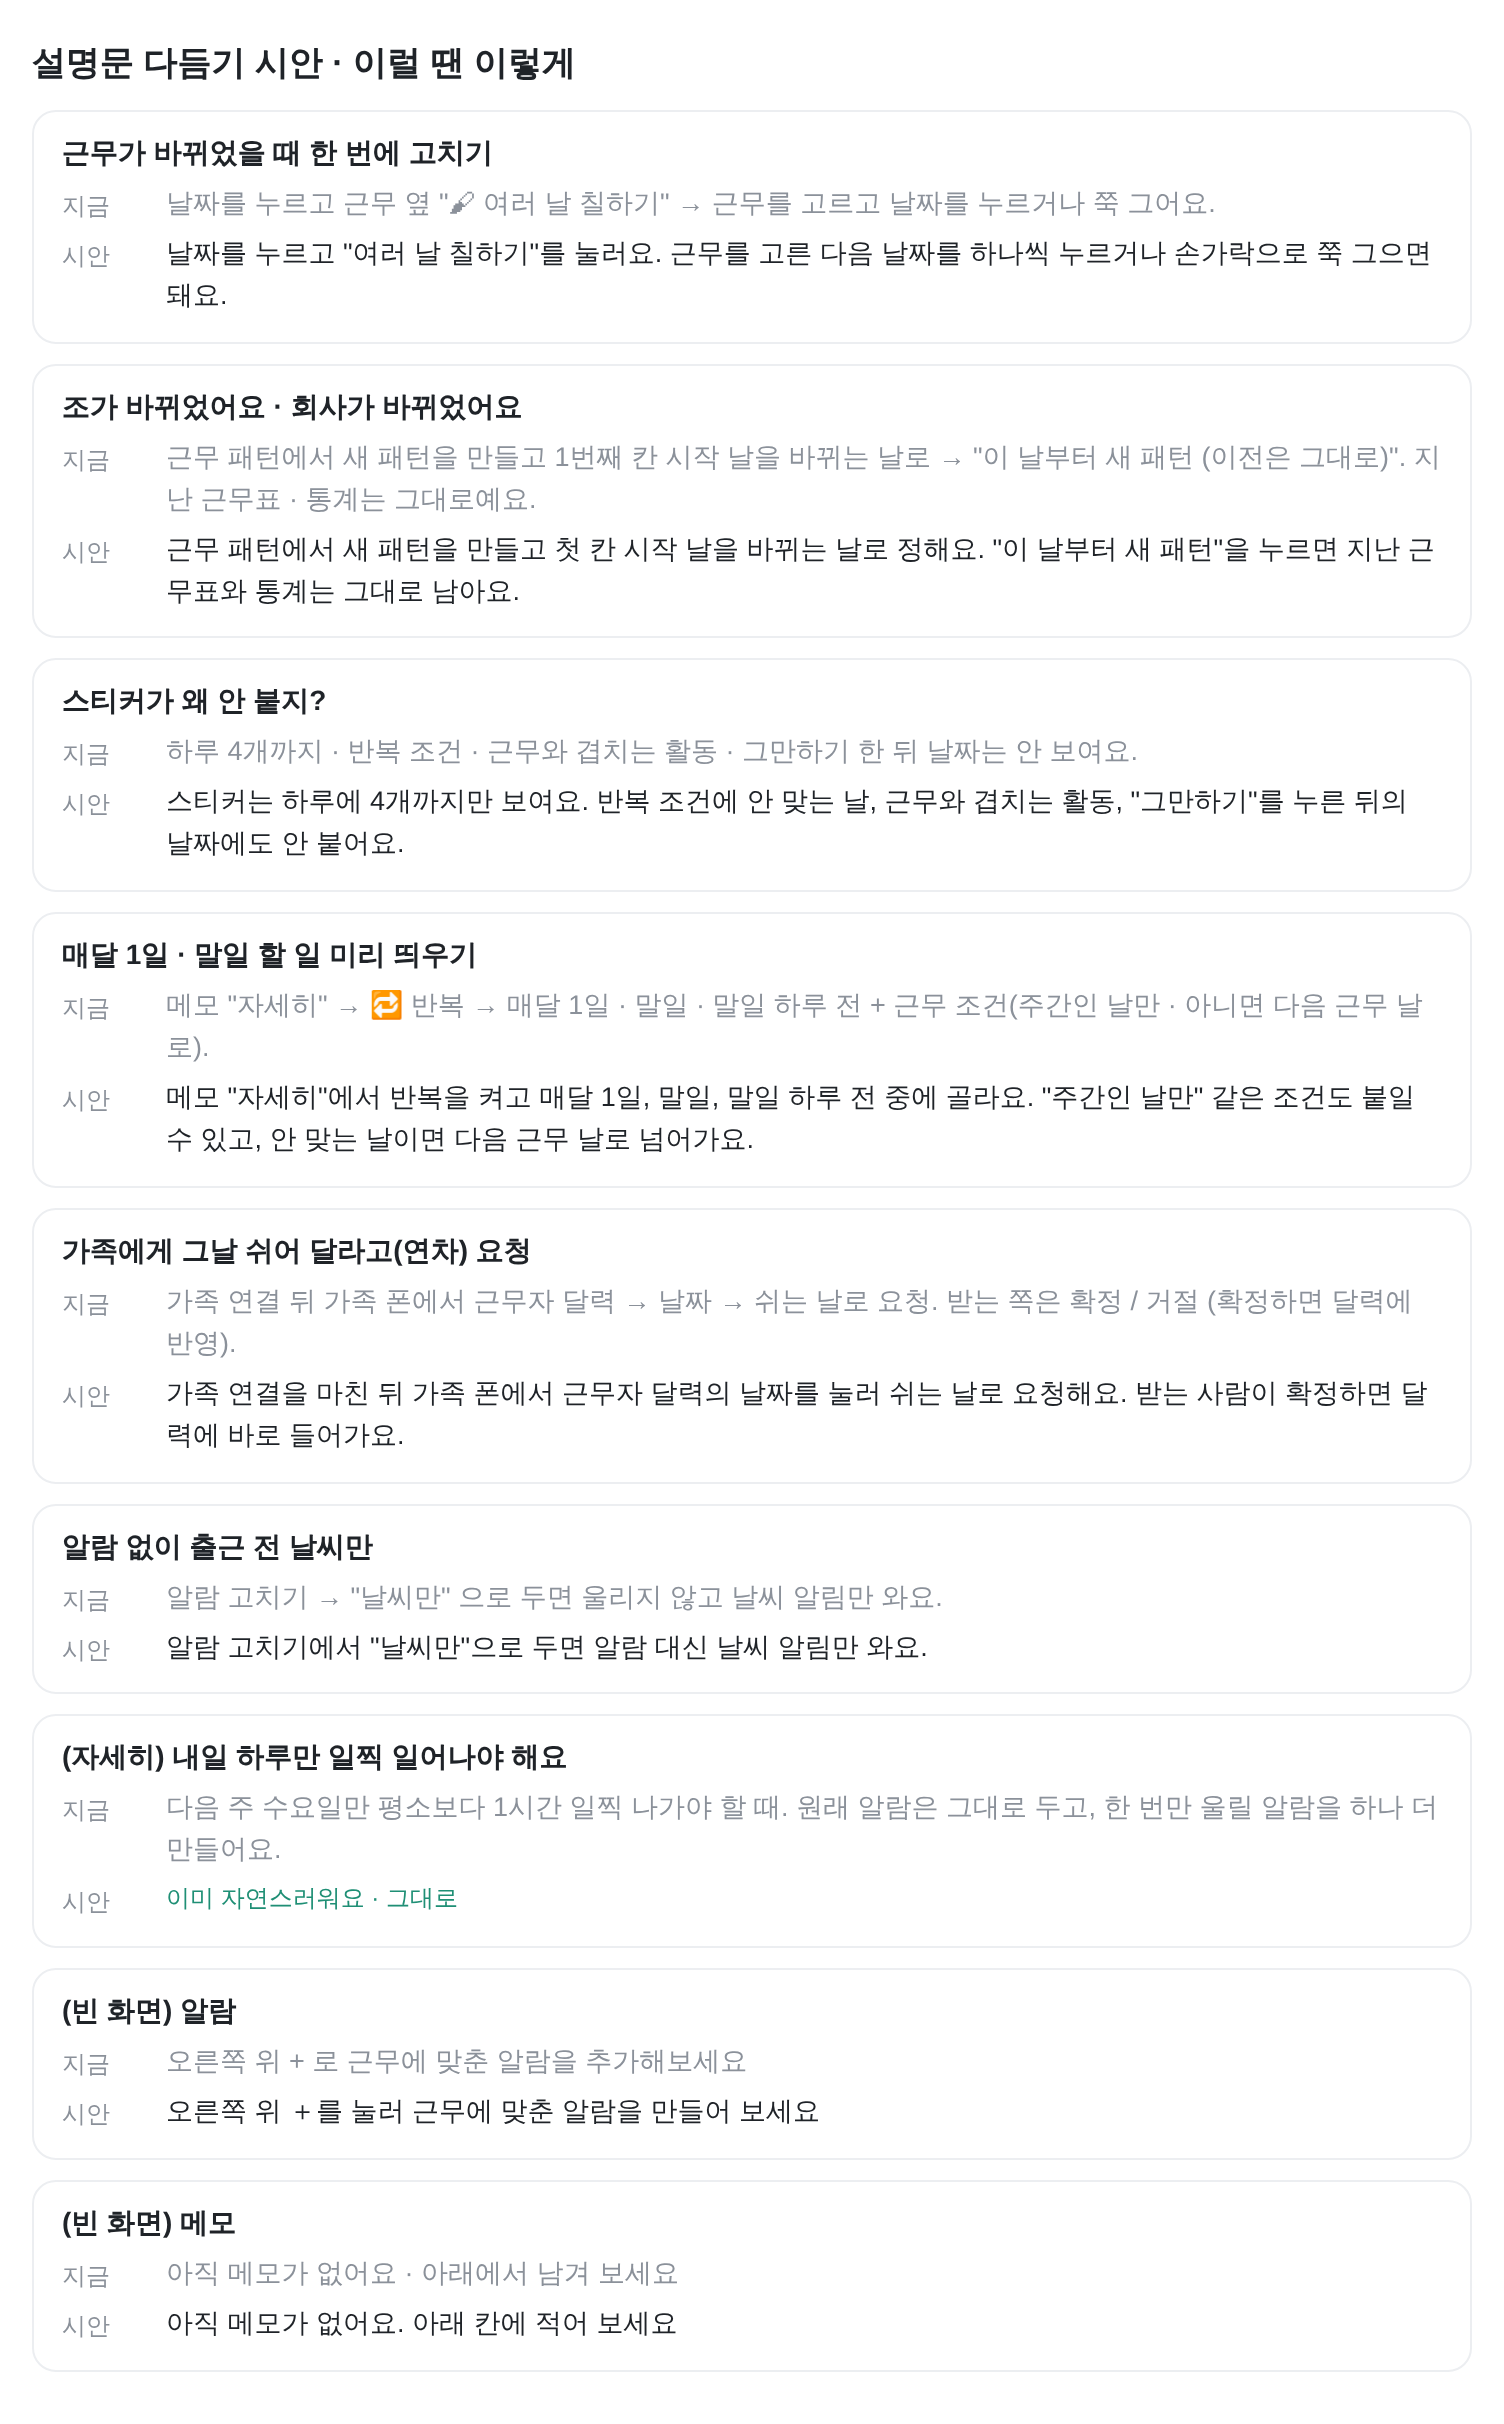 설명문 다듬기 시안 · 이럴 땐 이렇게
근무가 바뀌었을 때 한 번에 고치기
지금 날짜를 누르고 근무 옆 "🖌 여러 날 칠하기" → 근무를 고르고 날짜를 누르거나 쭉 그어요.
시안 날짜를 누르고 "여러 날 칠하기"를 눌러요. 근무를 고른 다음 날짜를 하나씩 누르거나 손가락으로 쭉 그으면
돼요.
조가 바뀌었어요 · 회사가 바뀌었어요
지금 근무 패턴에서 새 패턴을 만들고 1번째 칸 시작 날을 바뀌는 날로 → "이 날부터 새 패턴 (이전은 그대로)". 지
난 근무표 · 통계는 그대로예요.
시안 근무 패턴에서 새 패턴을 만들고 첫 칸 시작 날을 바뀌는 날로 정해요. "이 날부터 새 패턴"을 누르면 지난 근
무표와 통계는 그대로 남아요.
스티커가 왜 안 붙지?
지금 하루 4개까지 · 반복 조건 · 근무와 겹치는 활동 · 그만하기 한 뒤 날짜는 안 보여요.
시안 스티커는 하루에 4개까지만 보여요. 반복 조건에 안 맞는 날, 근무와 겹치는 활동, "그만하기"를 누른 뒤의
날짜에도 안 붙어요.
매달 1일 · 말일 할 일 미리 띄우기
지금 메모 "자세히" → 🔁 반복 → 매달 1일 · 말일 · 말일 하루 전 + 근무 조건(주간인 날만 · 아니면 다음 근무 날
로).
시안 메모 "자세히"에서 반복을 켜고 매달 1일, 말일, 말일 하루 전 중에 골라요. "주간인 날만" 같은 조건도 붙일
수 있고, 안 맞는 날이면 다음 근무 날로 넘어가요.
가족에게 그날 쉬어 달라고(연차) 요청
지금 가족 연결 뒤 가족 폰에서 근무자 달력 → 날짜 → 쉬는 날로 요청. 받는 쪽은 확정 / 거절 (확정하면 달력에
반영).
시안 가족 연결을 마친 뒤 가족 폰에서 근무자 달력의 날짜를 눌러 쉬는 날로 요청해요. 받는 사람이 확정하면 달
력에 바로 들어가요.
알람 없이 출근 전 날씨만
지금 알람 고치기 → "날씨만" 으로 두면 울리지 않고 날씨 알림만 와요.
시안 알람 고치기에서 "날씨만"으로 두면 알람 대신 날씨 알림만 와요.
(자세히) 내일 하루만 일찍 일어나야 해요
지금 다음 주 수요일만 평소보다 1시간 일찍 나가야 할 때. 원래 알람은 그대로 두고, 한 번만 울릴 알람을 하나 더
만들어요.
시안 이미 자연스러워요 · 그대로
(빈 화면) 알람
지금 오른쪽 위 + 로 근무에 맞춘 알람을 추가해보세요
시안 오른쪽 위 ＋를 눌러 근무에 맞춘 알람을 만들어 보세요
(빈 화면) 메모
지금 아직 메모가 없어요 · 아래에서 남겨 보세요
시안 아직 메모가 없어요. 아래 칸에 적어 보세요